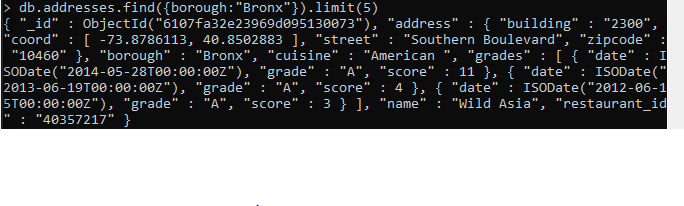 > db.addresses.find({borough:"Bronx"}).limit(5)
{ "_id" : ObjectId("6107fa32e23969d095130073"), "address" : { "building" : "2300",
"coord" : [ -73.8786113, 40.8502883 ], "street" : "Southern Boulevard", "zipcode" :
"10460" }, "borough" : "Bronx", "cuisine" : "American ", "grades" : [ { "date" : I
SODate("2014-05-28T00:00:00Z"), "grade" : "A", "score" : 11 }, { "date" : ISODate("
2013-06-19T00:00:00Z"), "grade" : "A", "score" : 4 }, { "date" : ISODate("2012-06-1
5T00:00:00Z"), "grade" : "A", "score" : 3 } ], "name" : "Wild Asia", "restaurant_id
" : "40357217" }